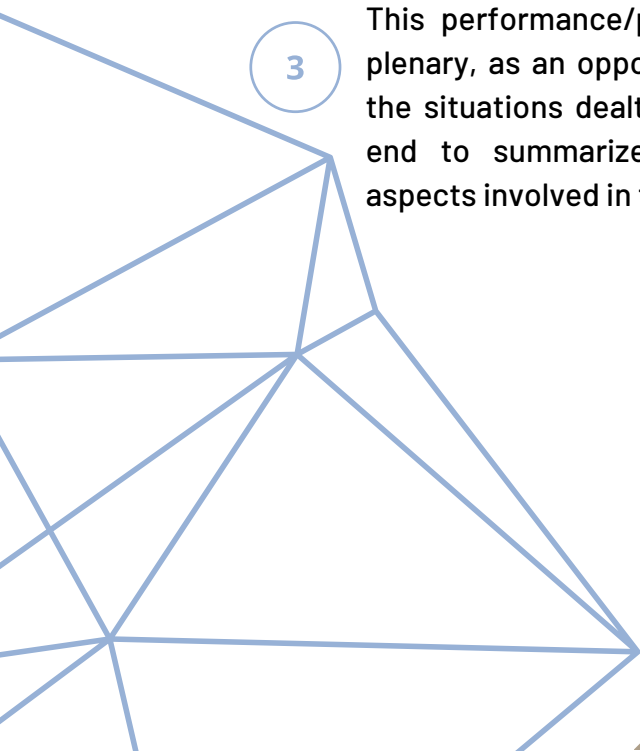 3
This performance/
plenary, as an
the situations dealt
end to summarize
aspects involved in